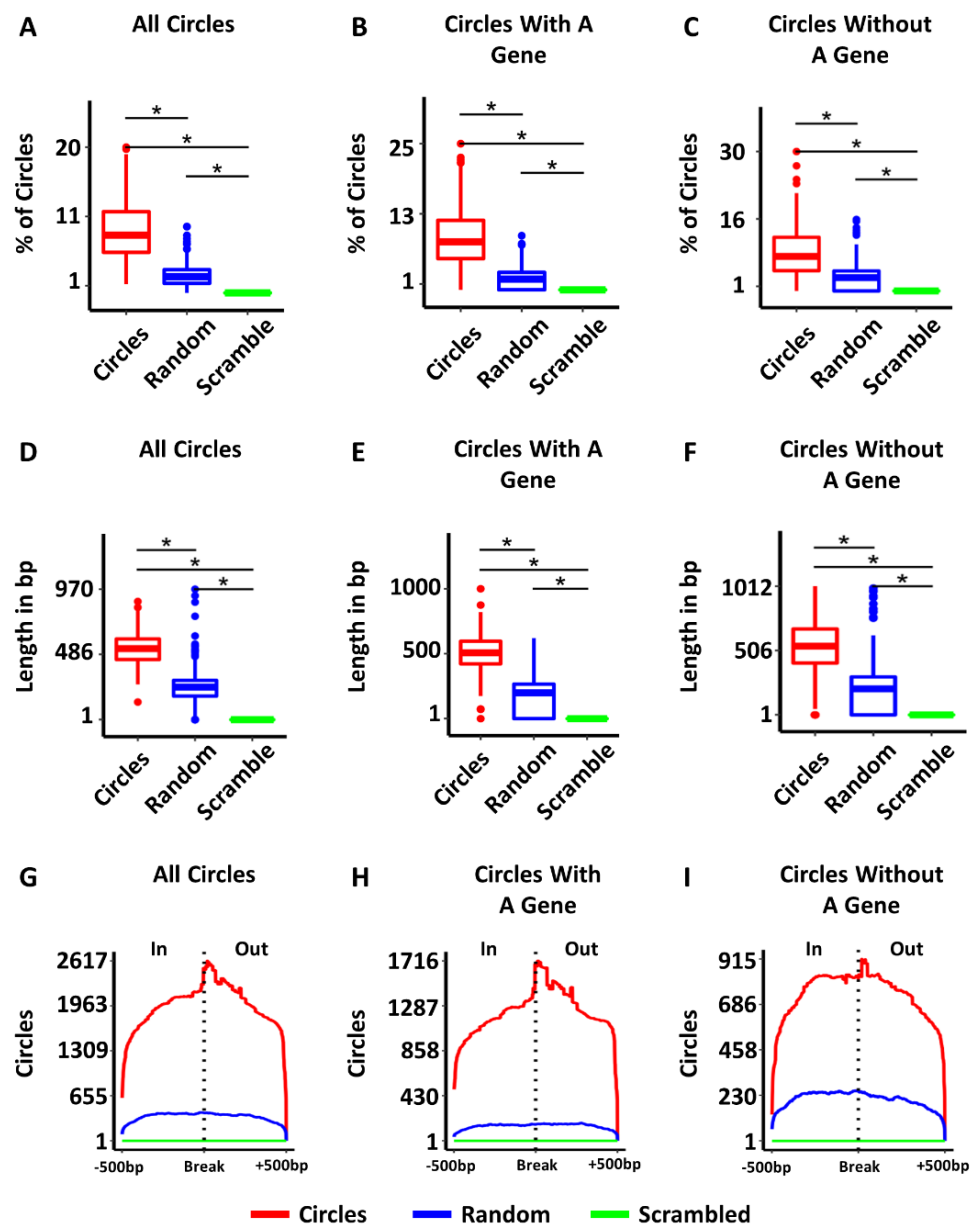 A All Circles
B Circles With A
Gene
C Circles Without
A Gene
% of Circles
20
11
1
*
*
*
Circles
Random
Scramble
% of Circles
25
13
1
*
*
*
Circles
Random
Scramble
% of Circles
30
16
1
*
*
*
Circles
Random
Scramble
D All Circles
E Circles With A
Gene
F Circles Without
A Gene
Length in bp
970
486
1
*
*
*
Circles
Random
Scramble
Length in bp
1000
500
1
*
*
*
Circles
Random
Scramble
Length in bp
1012
506
1
*
*
*
Circles
Random
Scramble
G All Circles
H Circles With
A Gene
I Circles Without
A Gene
In Out
Circles
2617
1963
1309
655
1
-500bp Break +500bp
In Out
Circles
1716
1287
858
430
1
-500bp Break +500bp
In Out
Circles
915
686
458
230
1
-500bp Break +500bp
Circles Random Scrambled